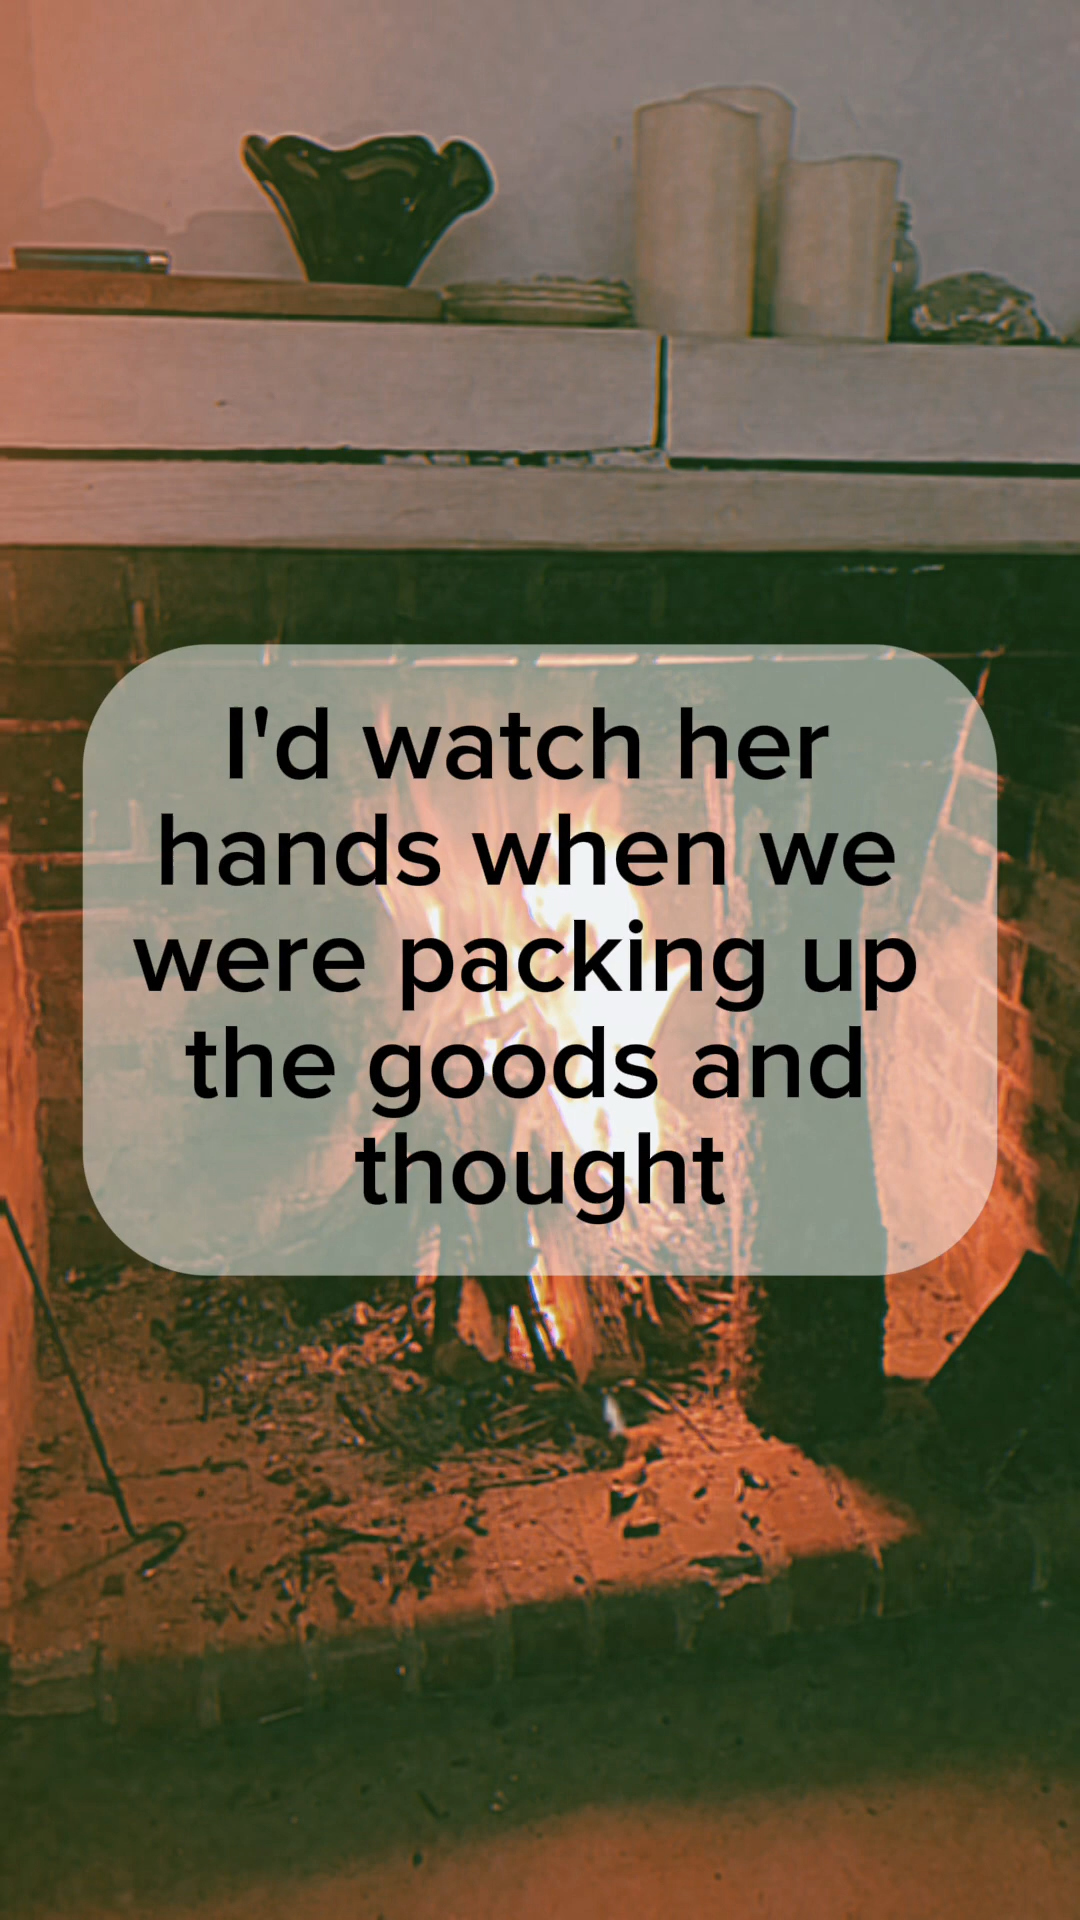 I'd watch her
hands when we
were packing up
the goods and
thought